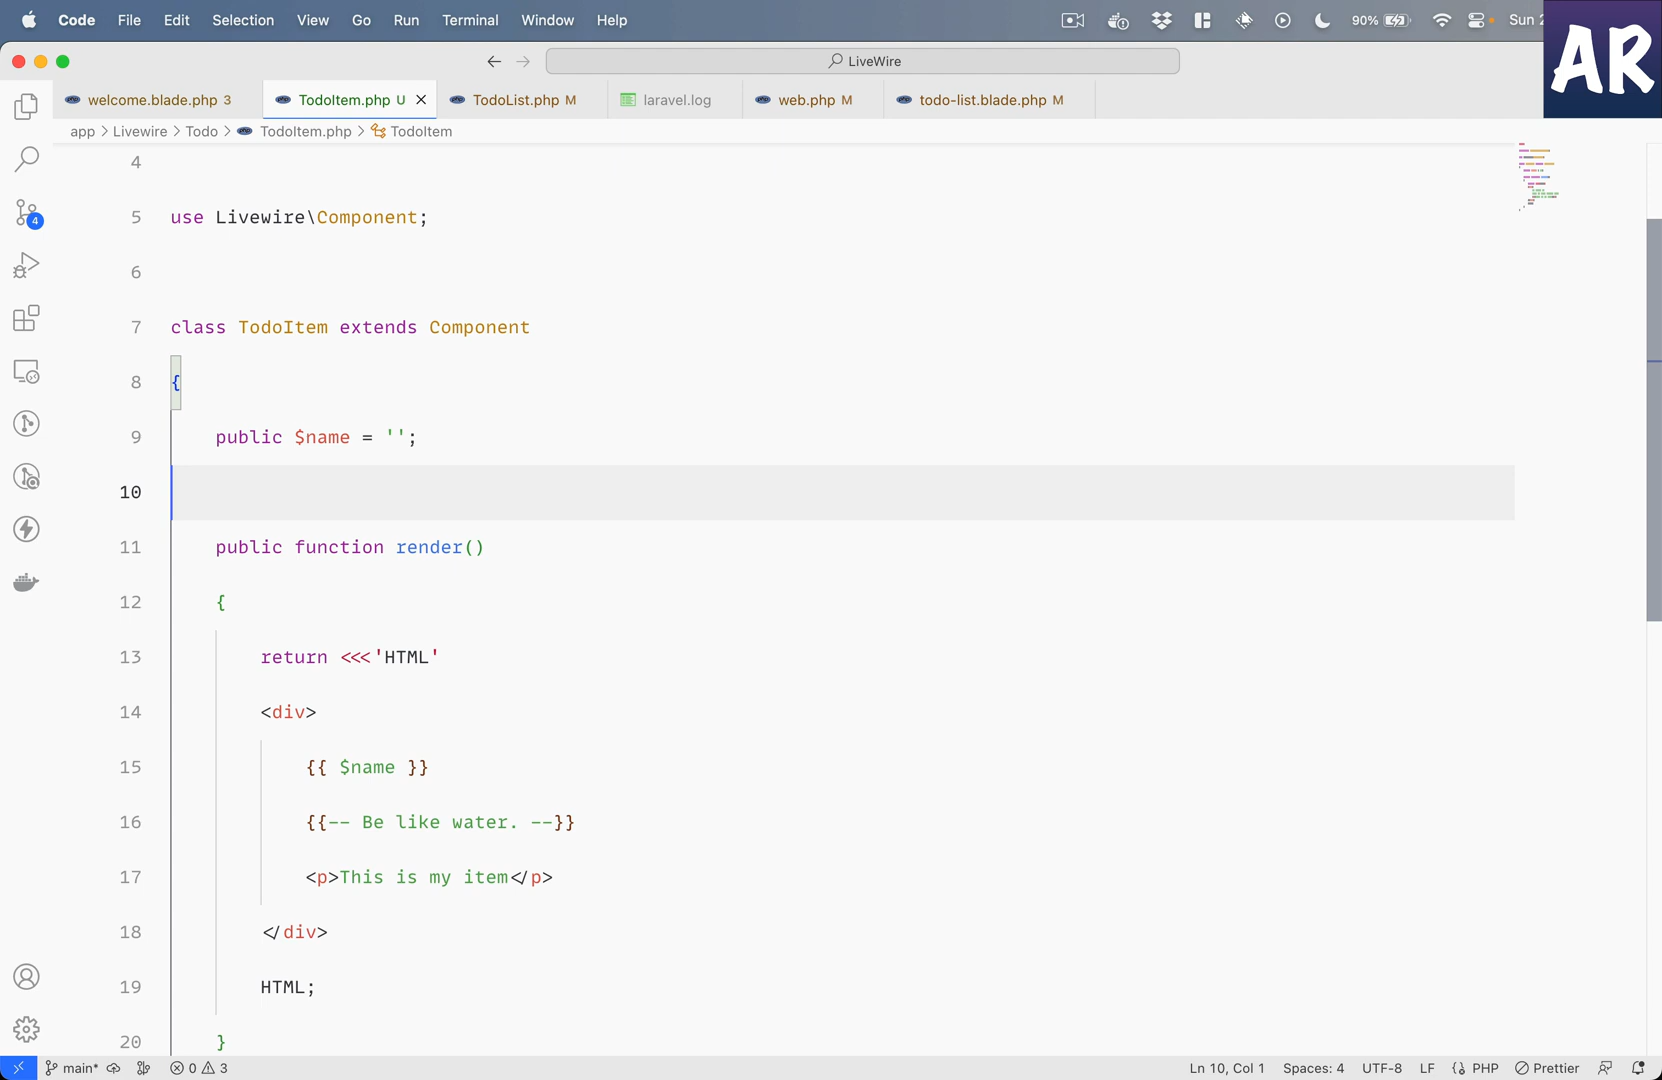 Code File Edit Selection View Go Run Terminal Window Help 90% Sun
AR
LiveWire
welcome.blade.php 3 TodoItem.php U TodoList.php M laravel.log web.php M todo-list.blade.php M
app > Livewire > Todo > TodoItem.php > TodoItem
4
5 use Livewire\Component;
6
7 class TodoItem extends Component
8 {
9 public $name = '';
10
11 public function render()
12 {
13 return <<<'HTML'
14 <div>
15 {{ $name }}
16 {{-- Be like water. --}}
17 <p>This is my item</p>
18 </div>
19 HTML;
20 }
4
main* 0 3 Ln 10, Col 1 Spaces: 4 UTF-8 LF PHP Prettier